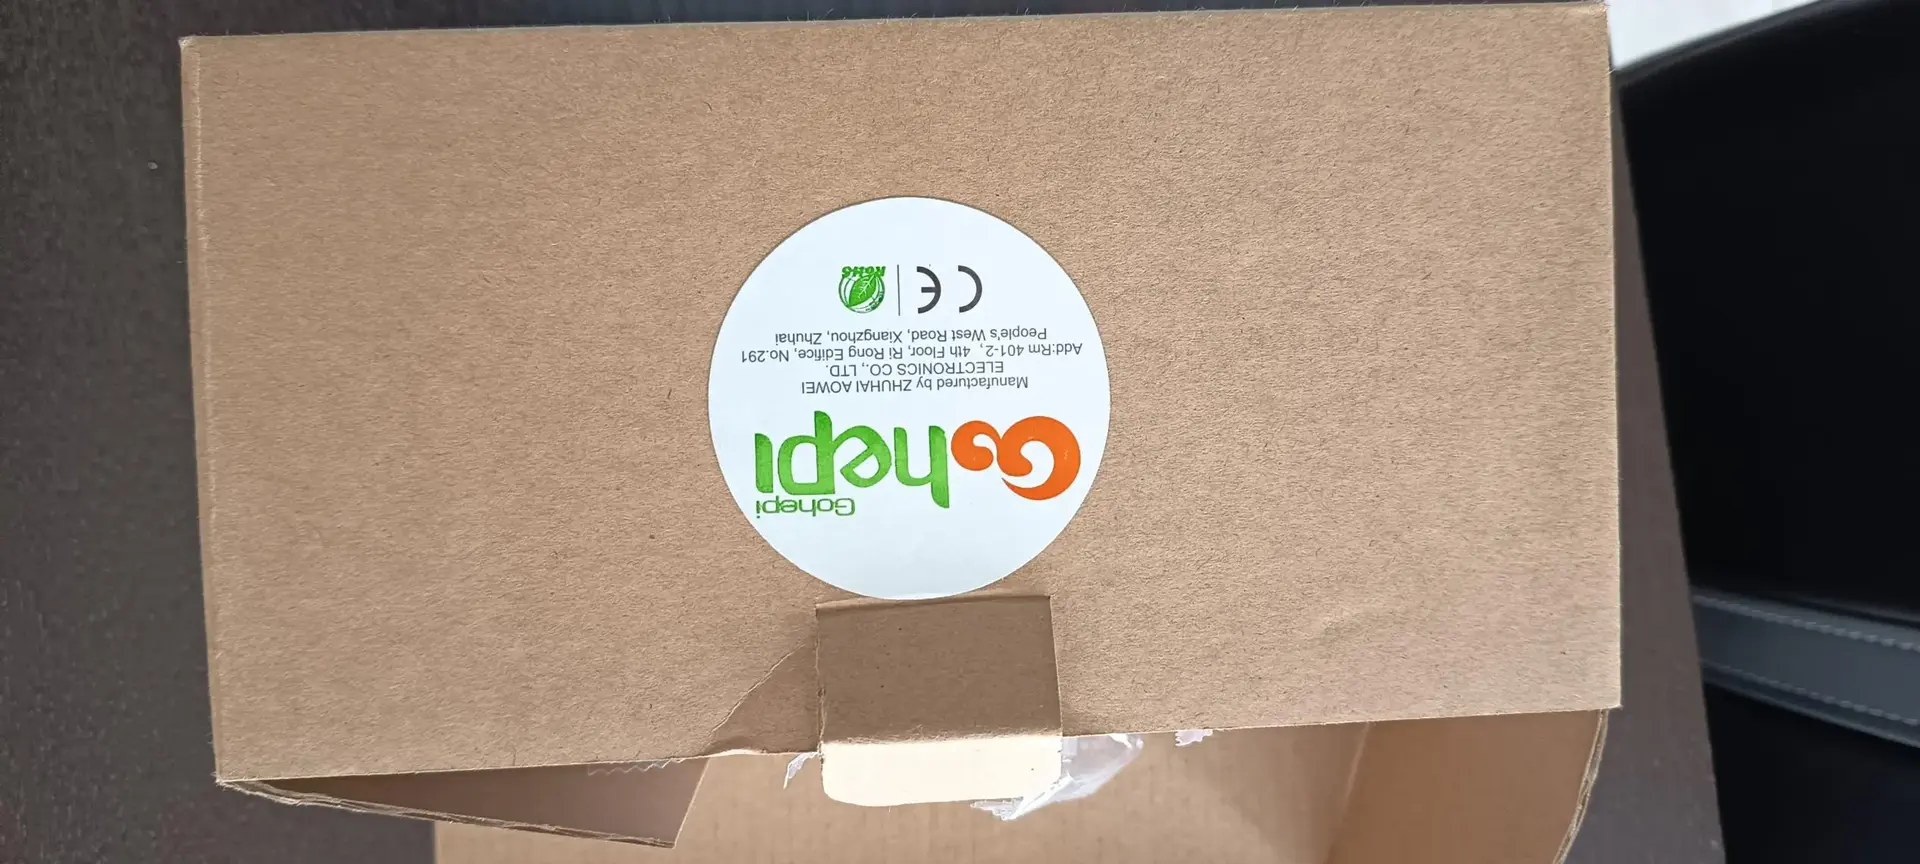 Gohepi
Gohepi
Manufactured by ZHUHAI AOWEI
ELECTRONICS CO., LTD.
Add:Rm 401-2, 4th Floor, Ri Rong Edifice, No.291
People's West Road, Xiangzhou, Zhuhai
CE
RoHS